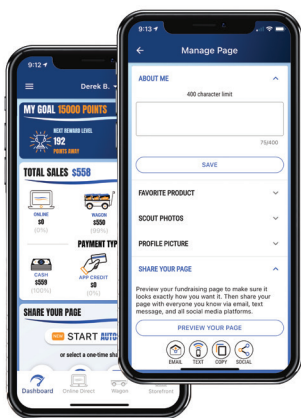 9:12
Derek B.
MY GOAL 15000 POINTS
NEXT REWARD LEVEL
192
POINTS AWAY
TOTAL SALES $558
ONLINE
$0
(0%)
WAGON
$550
(99%)
PAYMENT TYP
CASH
$559
(100%)
APP CREDIT
$0
(0%)
SHARE YOUR PAGE
START AUTO
or select a one-time sha
Dashboard
Online Direct
Wagon
Storefront
9:13
Manage Page
ABOUT ME
400 character limit
75/400
SAVE
FAVORITE PRODUCT
SCOUT PHOTOS
PROFILE PICTURE
SHARE YOUR PAGE
Preview your fundraising page to make sure it
looks exactly how you want it. Then share your
page with everyone you know via email, text
message, and all social media platforms.
PREVIEW YOUR PAGE
EMAIL
TEXT
COPY
SOCIAL